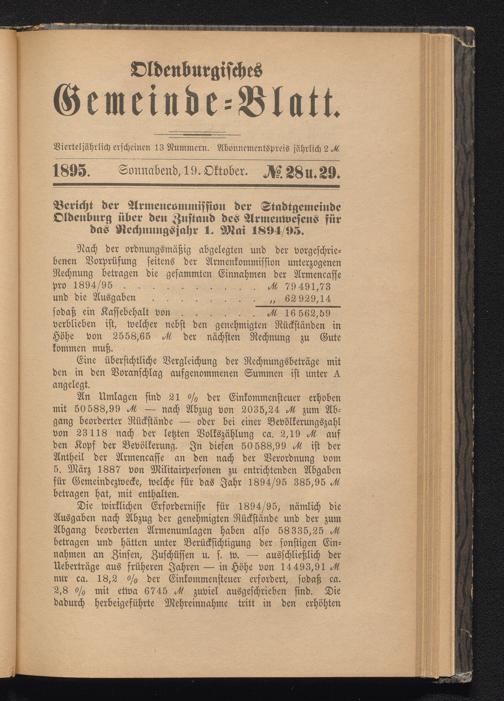 Oldenburgisches
Gemeinde-Blatt.
Vierteljährlich erscheinen 13 Nummern. Abonnementspreis jährlich 2 ℳ
1895. Sonnabend, 19. Oktober. № 28 u. 29.
Bericht der Armencommission der Stadtgemeinde
Oldenburg über den Zustand des Armenwesens für
das Rechnungsjahr 1. Mai 1894/95.
Nach der ordnungsmäßig abgelegten und der vorgeschrie-
benen Vorprüfung seitens der Armenkommission unterzogenen
Rechnung betragen die gesammten Einnahmen der Armencasse
pro 1894/95 . . . . . . . . . . ℳ 79 491,73
und die Ausgaben . . . . . . . . „ 62 929,14
sodaß ein Kassebehalt von . . . . . . ℳ 16 562,59
verblieben ist, welcher nebst den genehmigten Rückständen in
Höhe von 2558,65 ℳ der nächsten Rechnung zu Gute
kommen muß.
Eine übersichtliche Vergleichung der Rechnungsbeträge mit
den in den Voranschlag aufgenommenen Summen ist unter A
angelegt.
An Umlagen sind 21 % der Einkommensteuer erhoben
mit 50 588,99 ℳ — nach Abzug von 2035,24 ℳ zum Ab-
gang beorderter Rückstände — oder bei einer Bevölkerungszahl
von 23 118 nach der letzten Volkszählung ca. 2,19 ℳ auf
den Kopf der Bevölkerung. In diesen 50 588,99 ℳ ist der
Antheil der Armencasse an den nach der Verordnung vom
5. März 1887 von Militairpersonen zu entrichtenden Abgaben
für Gemeindezwecke, welche für das Jahr 1894/95 385,95 ℳ
betragen hat, mit enthalten.
Die wirklichen Erfordernisse für 1894/95, nämlich die
Ausgaben nach Abzug der genehmigten Rückstände und der zum
Abgang beorderten Armenumlagen haben also 58 335,25 ℳ
betragen und hätten unter Berücksichtigung der sonstigen Ein-
nahmen an Zinsen, Zuschüssen u. s. w. — ausschließlich der
Ueberträge aus früheren Jahren — in Höhe von 14 493,91 ℳ
nur ca. 18,2 % der Einkommensteuer erfordert, sodaß ca.
2,8 % mit etwa 6745 ℳ zuviel ausgeschrieben sind. Die
dadurch herbeigeführte Mehreinnahme tritt in den erhöhten